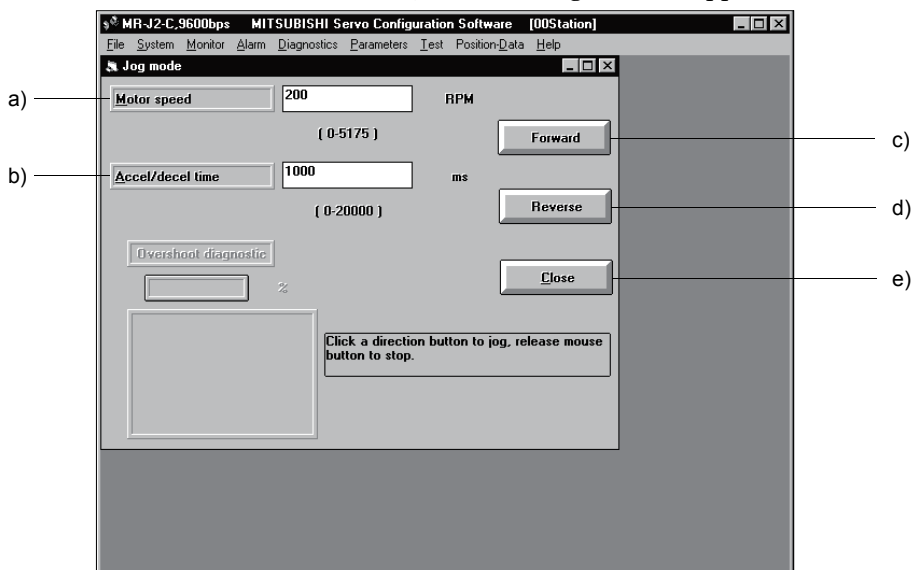 MR-J2-C,9600bps MITSUBISHI Servo Configuration Software [00Station]
File System Monitor Alarm Diagnostics Parameters Test Position-Data Help
Jog mode
a)
Motor speed
200
RPM
( 0-5175 )
Forward
c)
b)
Accel/decel time
1000
ms
( 0-20000 )
Reverse
d)
Overshoot diagnostic
%
Close
e)
Click a direction button to jog, release mouse
button to stop.